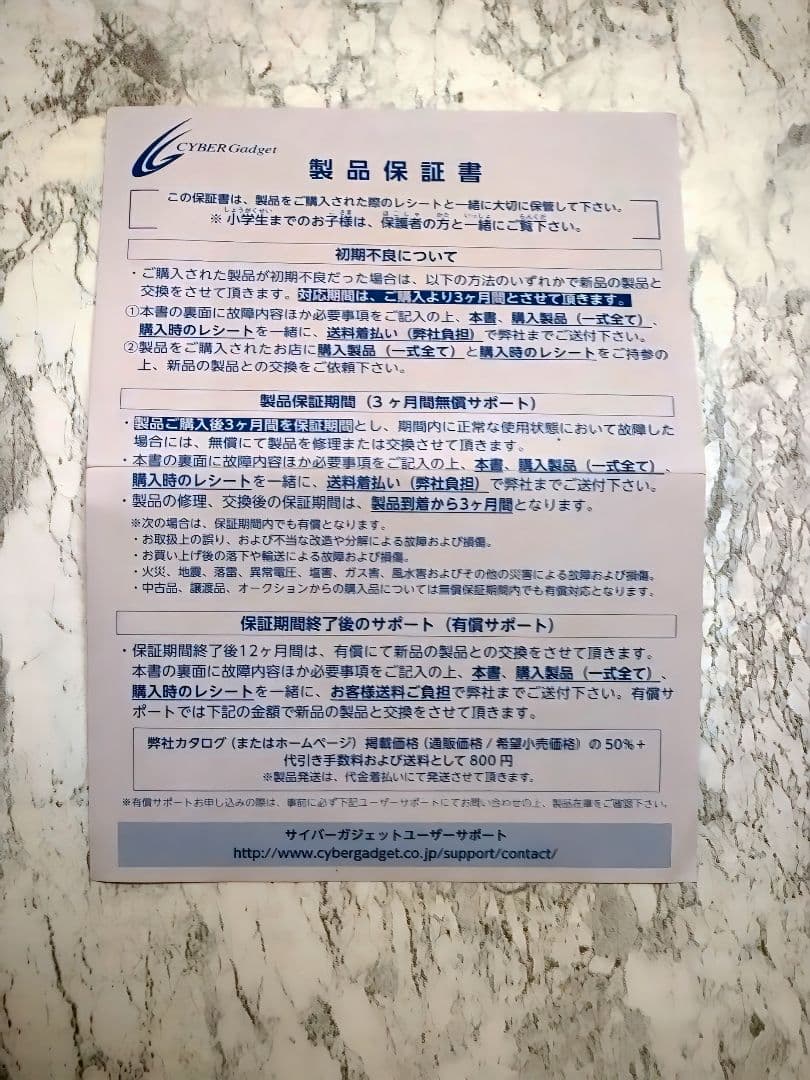 CYBER Gadget
製品保証書
この保証書は、製品をご購入された際のレシートと一緒に大切に保管して下さい。
※小学生までのお子様は、保護者の方と一緒にご覧下さい。
初期不良について
・ご購入された製品が初期不良だった場合は、以下の方法のいずれかで新品の製品と
交換をさせて頂きます。対応期間は、ご購入より3ヶ月間とさせて頂きます。
①本書の裏面に故障内容ほか必要事項をご記入の上、本書、購入製品（一式全て）、
購入時のレシートを一緒に、送料着払い（弊社負担）で弊社までご送付下さい。
②製品をご購入されたお店に購入製品（一式全て）と購入時のレシートをご持参の
上、新品の製品との交換をご依頼下さい。
製品保証期間（3ヶ月間無償サポート）
・製品ご購入後3ヶ月間を保証期間とし、期間内に正常な使用状態において故障した
場合には、無償にて製品を修理または交換させて頂きます。
・本書の裏面に故障内容ほか必要事項をご記入の上、本書、購入製品（一式全て）、
購入時のレシートを一緒に、送料着払い（弊社負担）で弊社までご送付下さい。
・製品の修理、交換後の保証期間は、製品到着から3ヶ月間となります。
※次の場合は、保証期間内でも有償となります。
・お取扱上の誤り、および不当な改造や分解による故障および損傷。
・お買い上げ後の落下や輸送による故障および損傷。
・火災、地震、落雷、異常電圧、塩害、ガス害、風水害およびその他の災害による故障および損傷。
・中古品、譲渡品、オークションからの購入品については無償保証期間内でも有償対応となります。
保証期間終了後のサポート（有償サポート）
・保証期間終了後12ヶ月間は、有償にて新品の製品との交換をさせて頂きます。
本書の裏面に故障内容ほか必要事項をご記入の上、本書、購入製品（一式全て）、
購入時のレシートを一緒に、お客様送料ご負担で弊社までご送付下さい。有償サ
ポートでは下記の金額で新品の製品と交換をさせて頂きます。
弊社カタログ（またはホームページ）掲載価格（通販価格/希望小売価格）の50%+
代引き手数料および送料として800円
※製品発送は、代金着払いにて発送させて頂きます。
※有償サポートお申し込みの際は、事前に必ず下記ユーザーサポートにてお問い合わせの上、製品在庫をご確認下さい。
サイバーガジェットユーザーサポート
http://www.cybergadget.co.jp/support/contact/